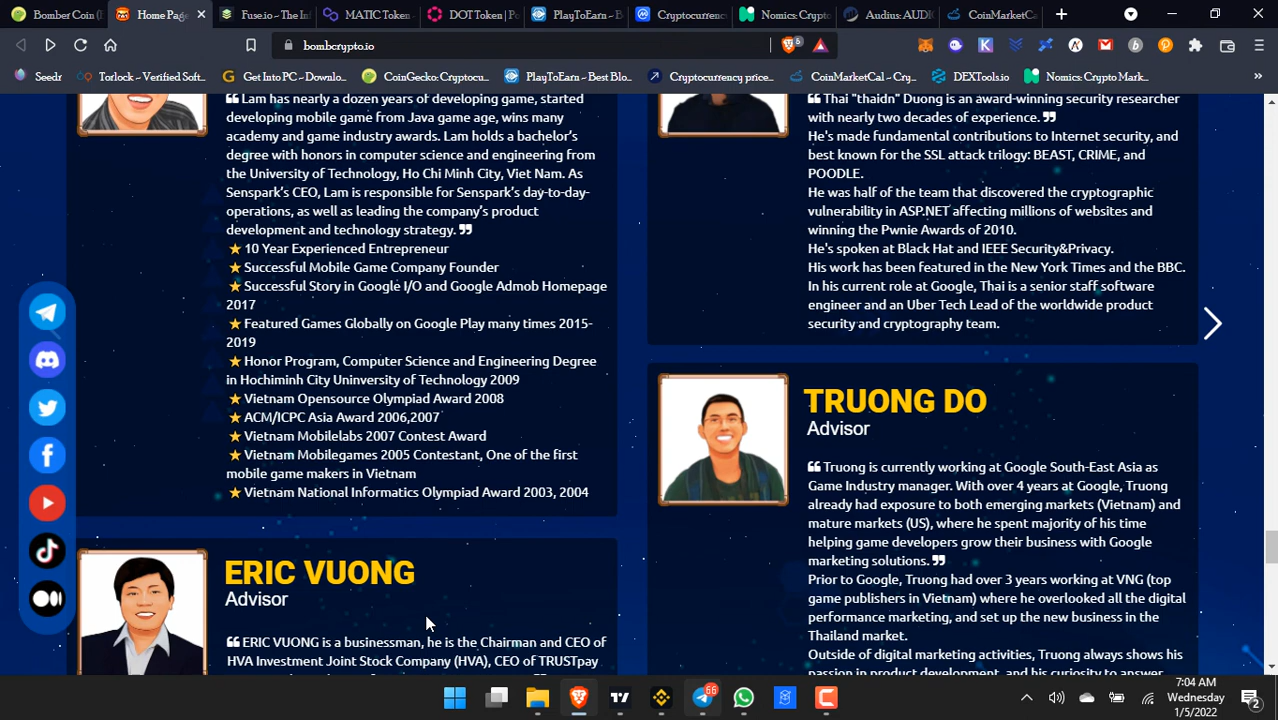 Bomber Coin (
Home Page
Fuse.io – The In
MATIC Token
DOT Token | Po
PlayToEarn – B
Cryptocurrenc
Nomics: Crypto
Audius: AUDI
CoinMarketCa
bombcrypto.io
Seedr
Torlock ~ Verified Soft...
Get Into PC ~ Downlo...
CoinGecko: Cryptocu...
PlayToEarn ~ Best Blo...
Cryptocurrency price...
CoinMarketCal ~ Cry...
DEXTools.io
Nomics: Crypto Mark...
Lam has nearly a dozen years of developing game, started
developing mobile game from Java game age, wins many
academy and game industry awards. Lam holds a bachelor's
degree with honors in computer science and engineering from
the University of Technology, Ho Chi Minh City, Viet Nam. As
Senspark's CEO, Lam is responsible for Senspark's day-to-day-
operations, as well as leading the company's product
development and technology strategy.
10 Year Experienced Entrepreneur
Successful Mobile Game Company Founder
Successful Story in Google I/O and Google Admob Homepage
2017
Featured Games Globally on Google Play many times 2015-
2019
Honor Program, Computer Science and Engineering Degree
in Hochiminh City Uninversity of Technology 2009
Vietnam Opensource Olympiad Award 2008
ACM/ICPC Asia Award 2006,2007
Vietnam Mobilelabs 2007 Contest Award
Vietnam Mobilegames 2005 Contestant, One of the first
mobile game makers in Vietnam
Vietnam National Informatics Olympiad Award 2003, 2004
ERIC VUONG
Advisor
ERIC VUONG is a businessman, he is the Chairman and CEO of
HVA Investment Joint Stock Company (HVA), CEO of TRUSTpay
Thai "thaidn" Duong is an award-winning security researcher
with nearly two decades of experience.
He's made fundamental contributions to Internet security, and
best known for the SSL attack trilogy: BEAST, CRIME, and
POODLE.
He was half of the team that discovered the cryptographic
vulnerability in ASP.NET affecting millions of websites and
winning the Pwnie Awards of 2010.
He's spoken at Black Hat and IEEE Security&Privacy.
His work has been featured in the New York Times and the BBC.
In his current role at Google, Thai is a senior staff software
engineer and an Uber Tech Lead of the worldwide product
security and cryptography team.
TRUONG DO
Advisor
Truong is currently working at Google South-East Asia as
Game Industry manager. With over 4 years at Google, Truong
already had exposure to both emerging markets (Vietnam) and
mature markets (US), where he spent majority of his time
helping game developers grow their business with Google
marketing solutions.
Prior to Google, Truong had over 3 years working at VNG (top
game publishers in Vietnam) where he overlooked all the digital
performance marketing, and set up the new business in the
Thailand market.
Outside of digital marketing activities, Truong always shows his
passion in product development, and his curiosity to answer
66
7:04 AM
Wednesday
1/5/2022
2